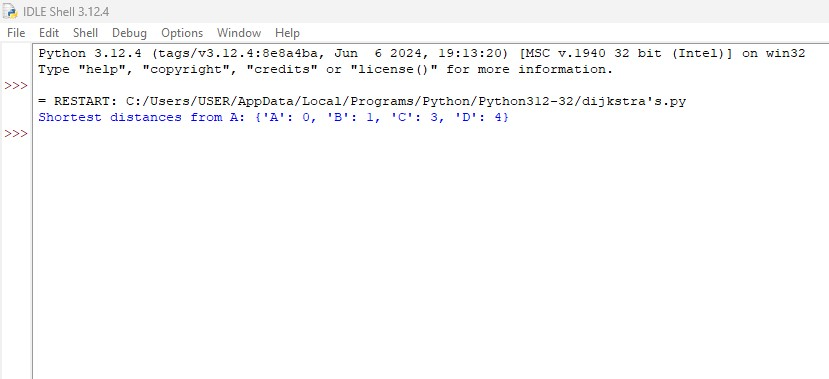 IDLE Shell 3.12.4
File Edit Shell Debug Options Window Help
Python 3.12.4 (tags/v3.12.4:8e8a4ba, Jun  6 2024, 19:13:20) [MSC v.1940 32 bit (Intel)] on win32
Type "help", "copyright", "credits" or "license()" for more information.
>>>
= RESTART: C:/Users/USER/AppData/Local/Programs/Python/Python312-32/dijkstra's.py
Shortest distances from A: {'A': 0, 'B': 1, 'C': 3, 'D': 4}
>>>